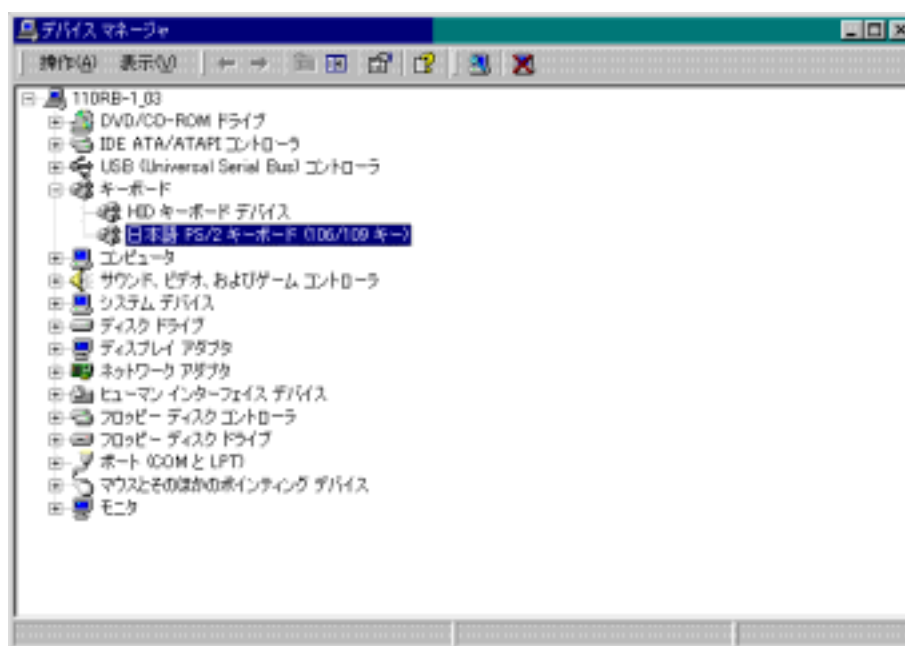 デバイス マネージャ
操作(A) 表示(V)
110RB-1_03
DVD/CD-ROM ドライブ
IDE ATA/ATAPI コントローラ
USB (Universal Serial Bus) コントローラ
キーボード
HID キーボード デバイス
日本語 PS/2 キーボード (106/109 キー)
コンピュータ
サウンド、ビデオ、およびゲーム コントローラ
システム デバイス
ディスク ドライブ
ディスプレイ アダプタ
ネットワーク アダプタ
ヒューマン インターフェイス デバイス
フロッピー ディスク コントローラ
フロッピー ディスク ドライブ
ポート (COM と LPT)
マウスとそのほかのポインティング デバイス
モニタ